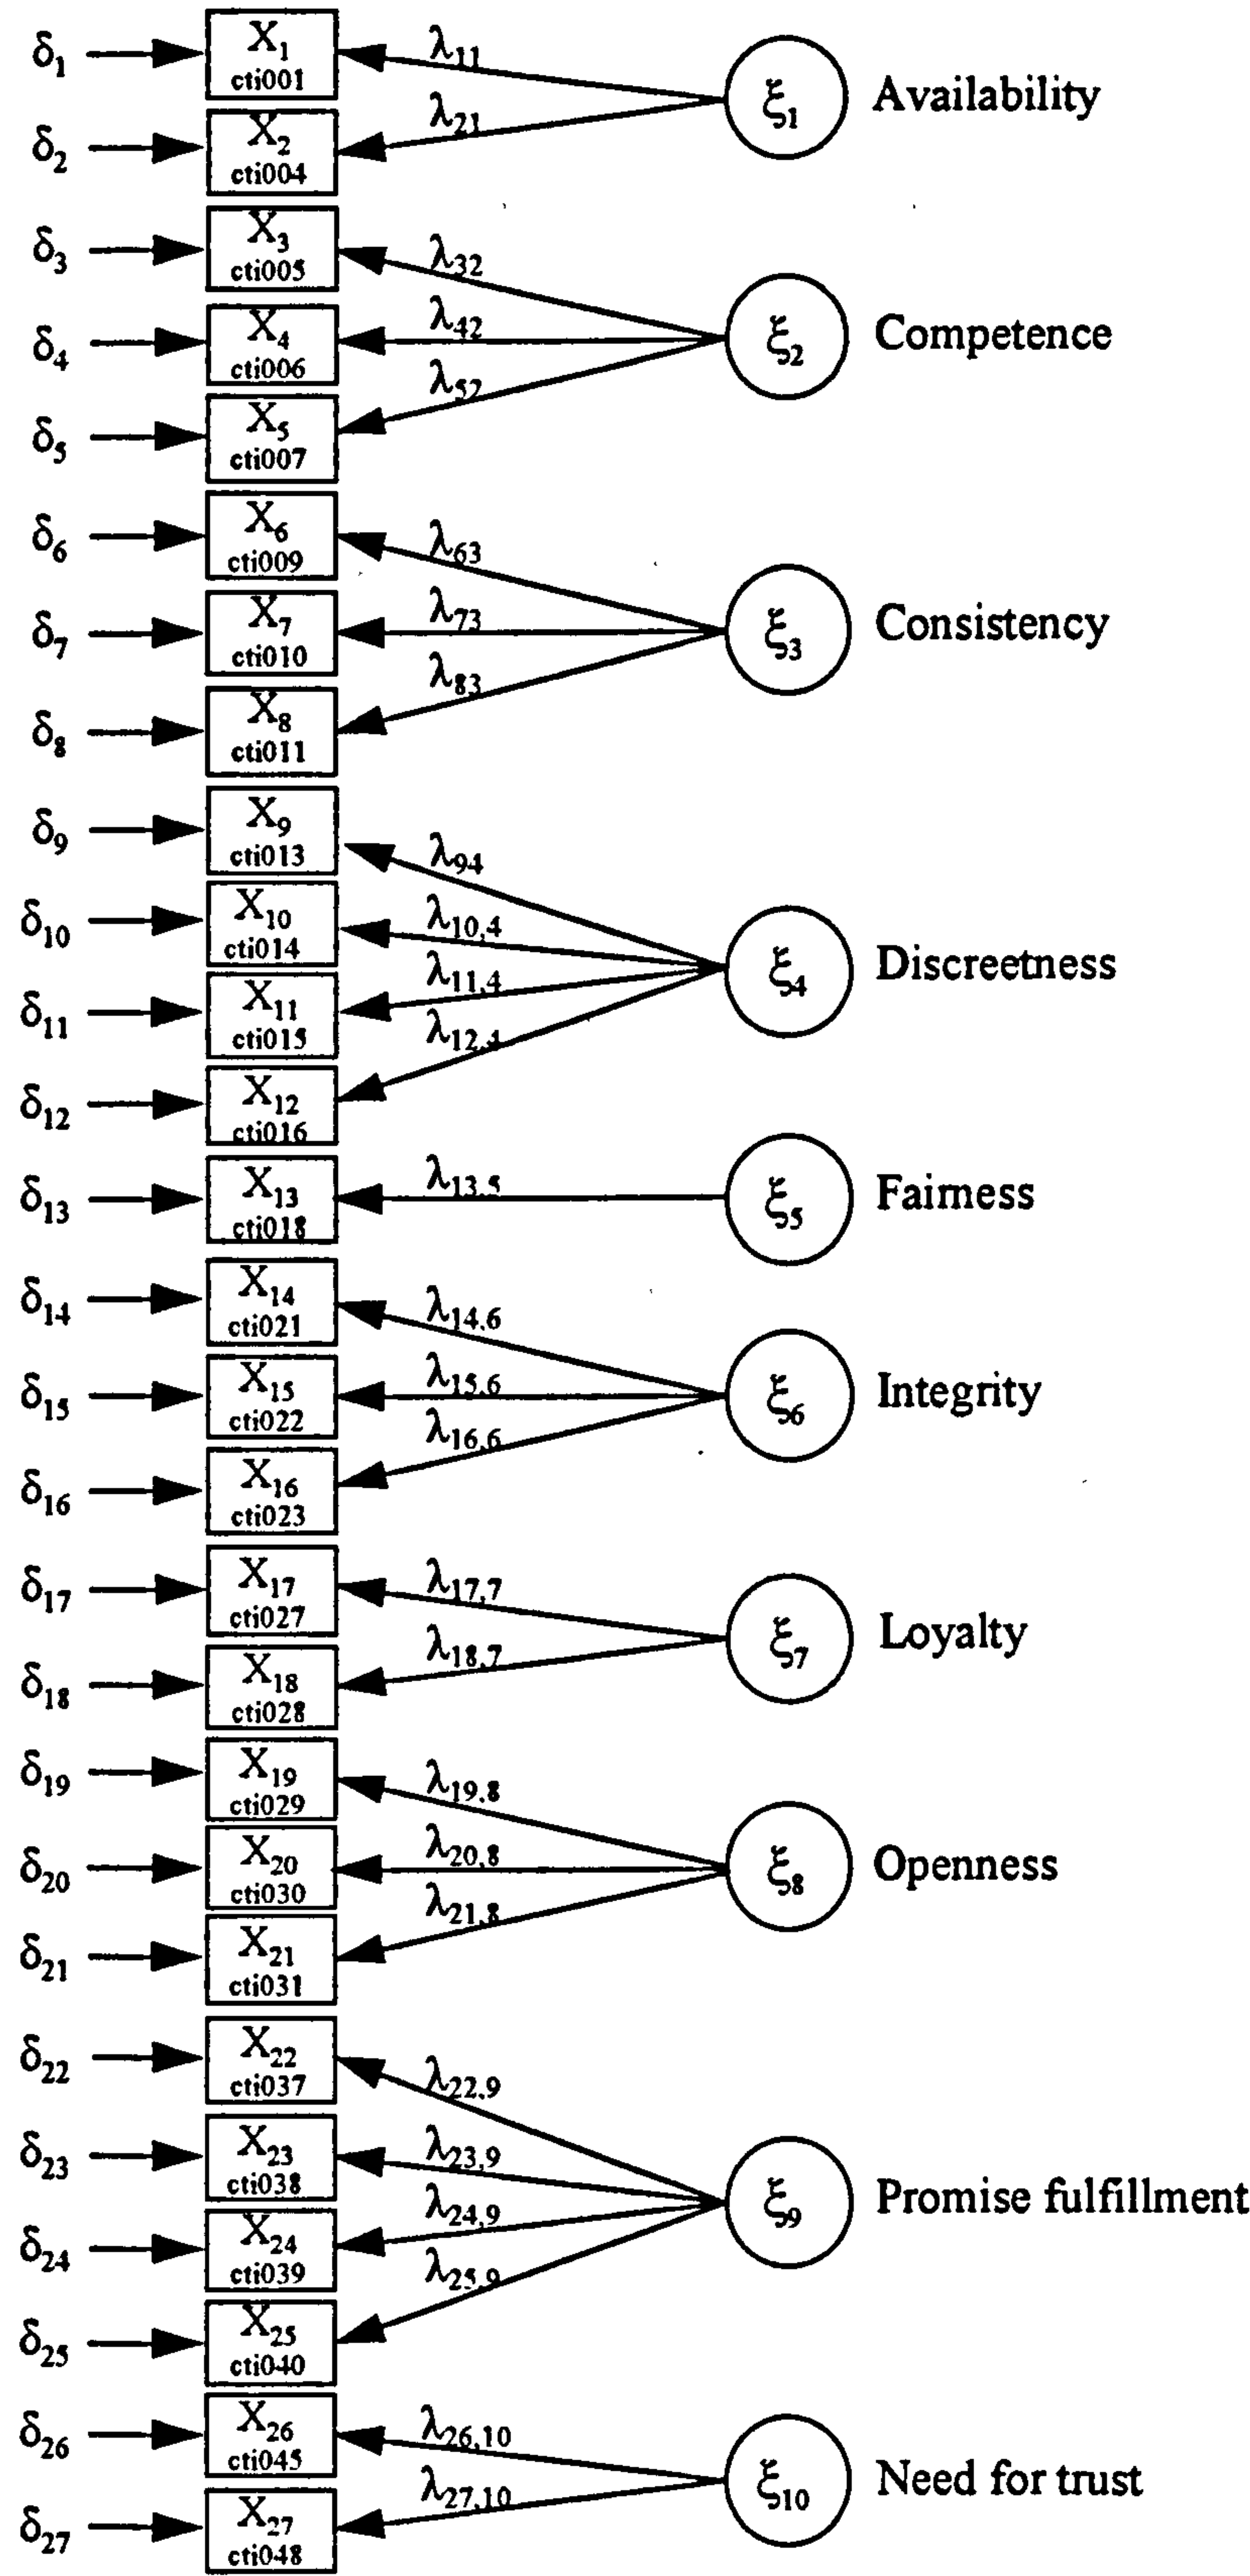 δ₁ X₁ λ₁₁ ξ₁ Availability
cti001
δ₂ X₂ λ₂₁
cti004
δ₃ X₃ λ₃₂
cti005
δ₄ X₄ λ₄₂ ξ₂ Competence
cti006
δ₅ X₅ λ₅₂
cti007
δ₆ X₆ λ₆₃
cti009
δ₇ X₇ λ₇₃ ξ₃ Consistency
cti010
δ₈ X₈ λ₈₃
cti011
δ₉ X₉ λ₉₄
cti013
δ₁₀ X₁₀ λ₁₀,₄ ξ₄ Discreetness
cti014
δ₁₁ X₁₁ λ₁₁,₄
cti015
δ₁₂ X₁₂ λ₁₂,₄
cti016
δ₁₃ X₁₃ λ₁₃,₅ ξ₅ Fairness
cti018
δ₁₄ X₁₄ λ₁₄,₆
cti021
δ₁₅ X₁₅ λ₁₅,₆ ξ₆ Integrity
cti022
δ₁₆ X₁₆ λ₁₆,₆
cti023
δ₁₇ X₁₇ λ₁₇,₇ ξ₇ Loyalty
cti027
δ₁₈ X₁₈ λ₁₈,₇
cti028
δ₁₉ X₁₉ λ₁₉,₈
cti029
δ₂₀ X₂₀ λ₂₀,₈ ξ₈ Openness
cti030
δ₂₁ X₂₁ λ₂₁,₈
cti031
δ₂₂ X₂₂ λ₂₂,₉
cti037
δ₂₃ X₂₃ λ₂₃,₉ ξ₉ Promise fulfillment
cti038
δ₂₄ X₂₄ λ₂₄,₉
cti039
δ₂₅ X₂₅ λ₂₅,₉
cti040
δ₂₆ X₂₆ λ₂₆,₁₀ ξ₁₀ Need for trust
cti045
δ₂₇ X₂₇ λ₂₇,₁₀
cti048